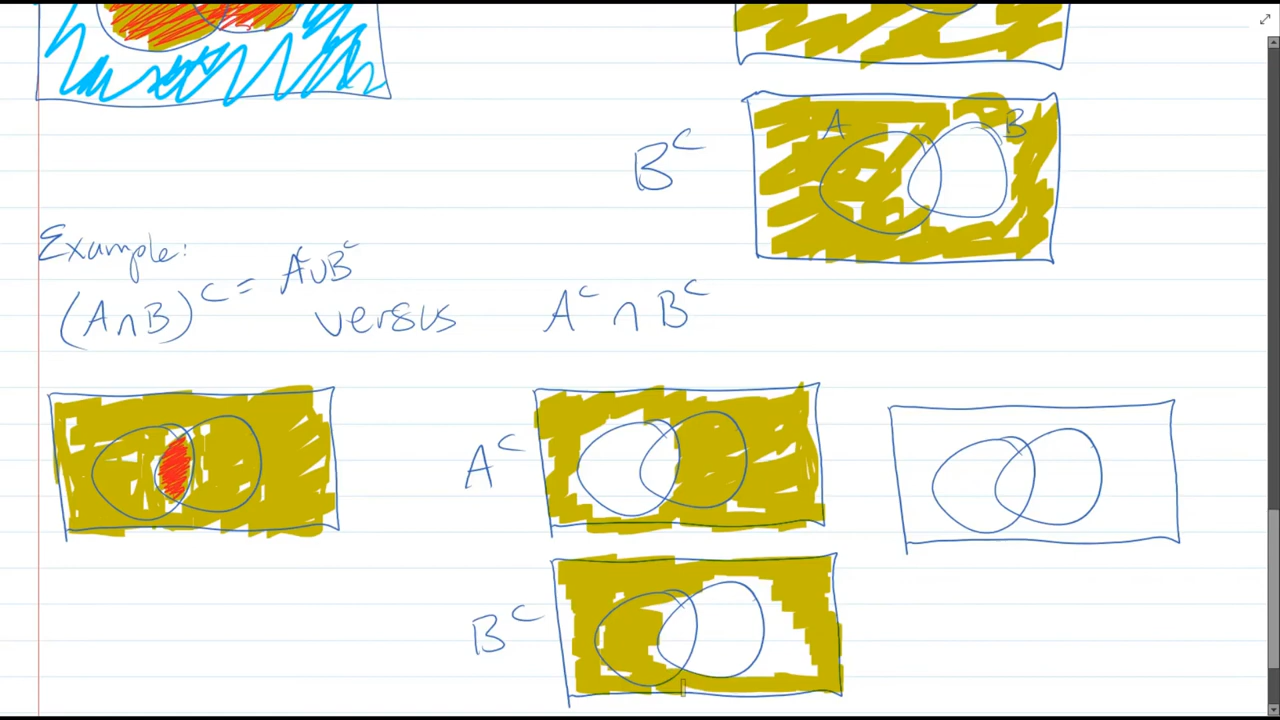 A B
B^C
Example:
(A∩B)^C = A^C∪B^C versus A^C ∩ B^C
A^C
B^C